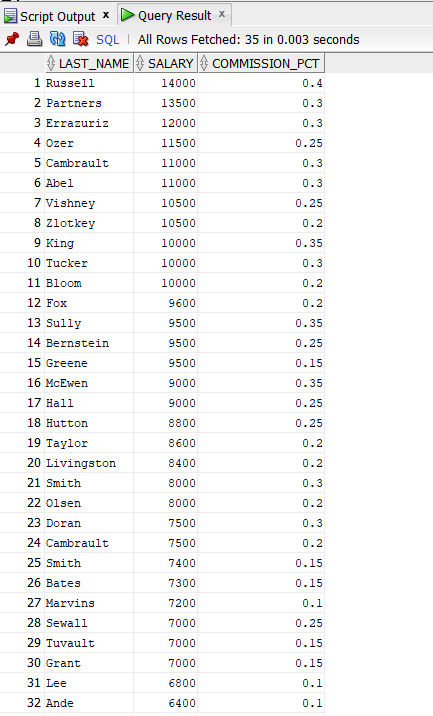 Script Output x Query Result x
SQL | All Rows Fetched: 35 in 0.003 seconds
LAST_NAME SALARY COMMISSION_PCT
1 Russell 14000 0.4
2 Partners 13500 0.3
3 Errazuriz 12000 0.3
4 Ozer 11500 0.25
5 Cambrault 11000 0.3
6 Abel 11000 0.3
7 Vishney 10500 0.25
8 Zlotkey 10500 0.2
9 King 10000 0.35
10 Tucker 10000 0.3
11 Bloom 10000 0.2
12 Fox 9600 0.2
13 Sully 9500 0.35
14 Bernstein 9500 0.25
15 Greene 9500 0.15
16 McEwen 9000 0.35
17 Hall 9000 0.25
18 Hutton 8800 0.25
19 Taylor 8600 0.2
20 Livingston 8400 0.2
21 Smith 8000 0.3
22 Olsen 8000 0.2
23 Doran 7500 0.3
24 Cambrault 7500 0.2
25 Smith 7400 0.15
26 Bates 7300 0.15
27 Marvins 7200 0.1
28 Sewall 7000 0.25
29 Tuvault 7000 0.15
30 Grant 7000 0.15
31 Lee 6800 0.1
32 Ande 6400 0.1